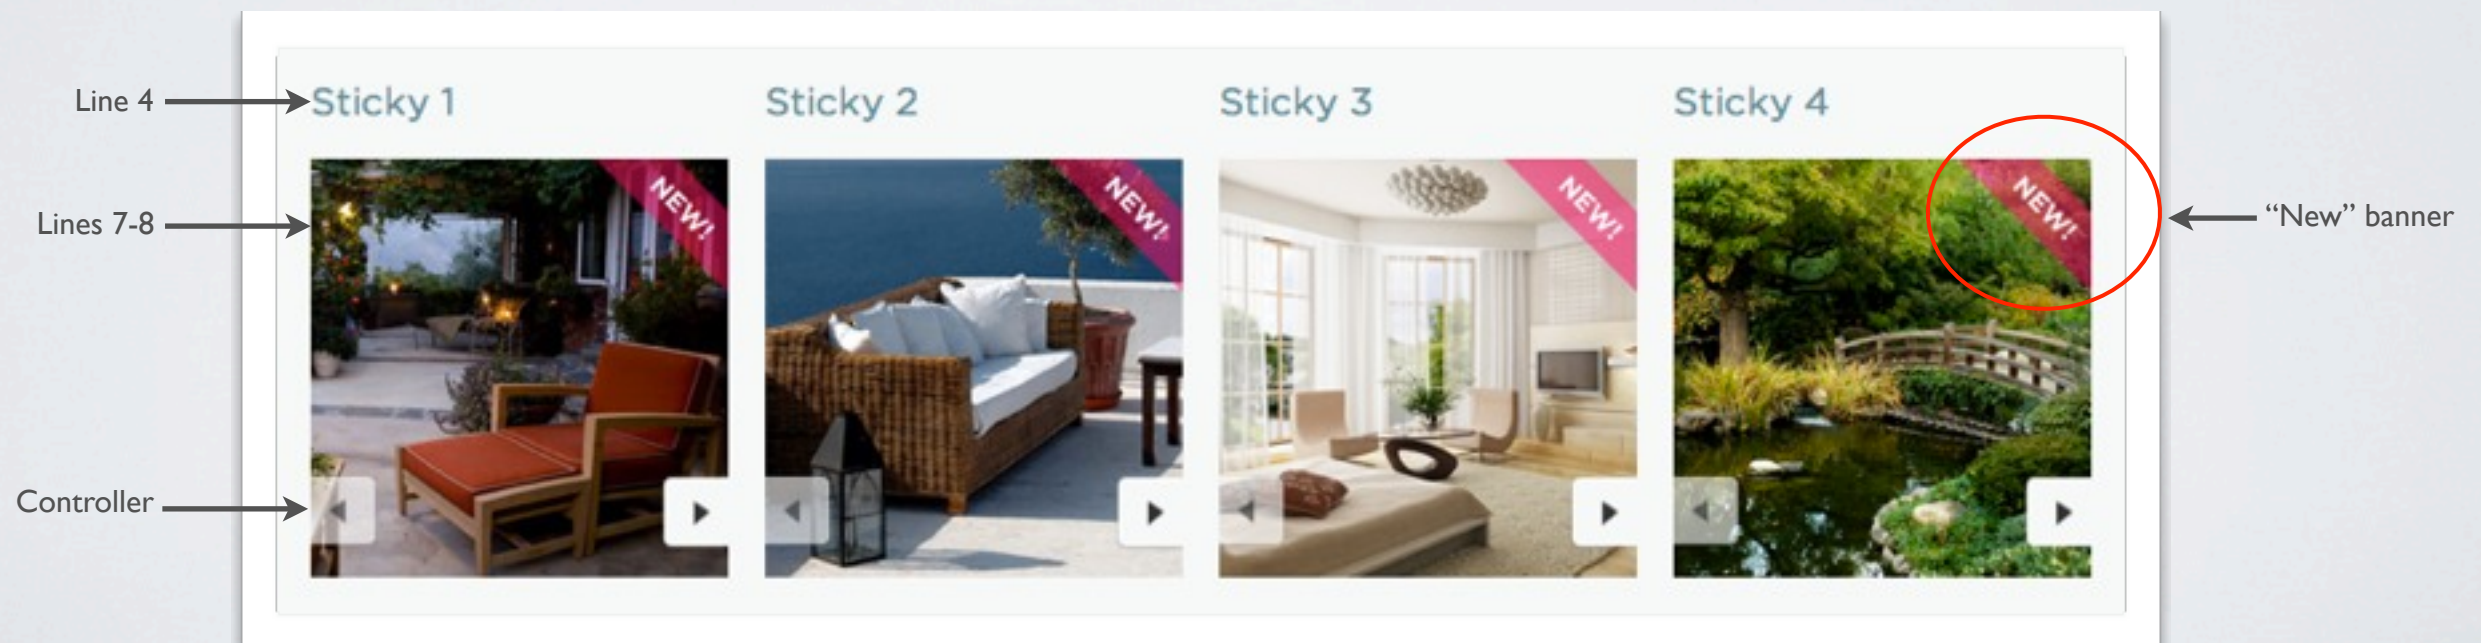 Line 4
Sticky 1
Sticky 2
Sticky 3
Sticky 4
NEW!
NEW!
NEW!
NEW!
Lines 7-8
“New” banner
Controller